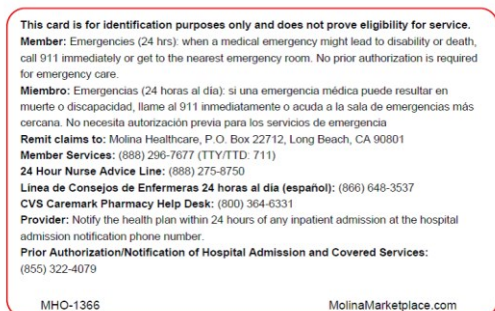 This card is for identification purposes only and does not prove eligibility for service.
Member: Emergencies (24 hrs): when a medical emergency might lead to disability or death,
call 911 immediately or get to the nearest emergency room. No prior authorization is required
for emergency care.
Miembro: Emergencias (24 horas al día): si una emergencia médica puede resultar en
muerte o discapacidad, llame al 911 inmediatamente o acuda a la sala de emergencias más
cercana. No necesita autorización previa para los servicios de emergencia
Remit claims to: Molina Healthcare, P.O. Box 22712, Long Beach, CA 90801
Member Services: (888) 296-7677 (TTY/TTD: 711)
24 Hour Nurse Advice Line: (888) 275-8750
Línea de Consejos de Enfermeras 24 horas al día (español): (866) 648-3537
CVS Caremark Pharmacy Help Desk: (800) 364-6331
Provider: Notify the health plan within 24 hours of any inpatient admission at the hospital
admission notification phone number.
Prior Authorization/Notification of Hospital Admission and Covered Services:
(855) 322-4079
MHO-1366 MolinaMarketplace.com